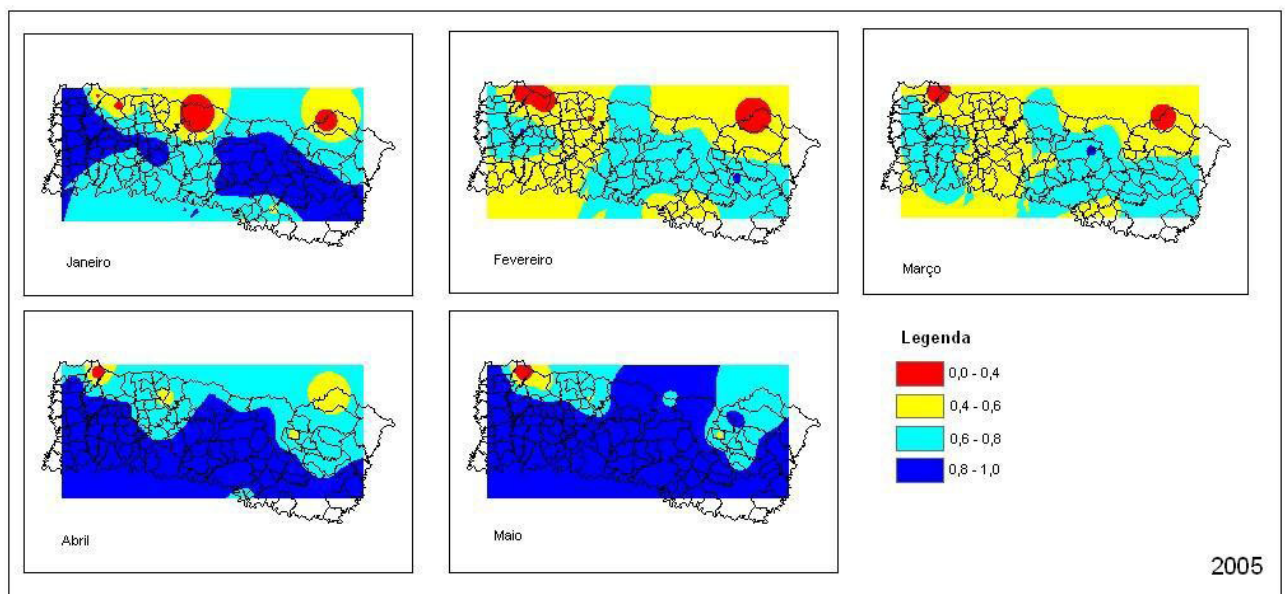 Janeiro
Fevereiro
Março
Abril
Maio
Legenda
0,0 - 0,4
0,4 - 0,6
0,6 - 0,8
0,8 - 1,0
2005